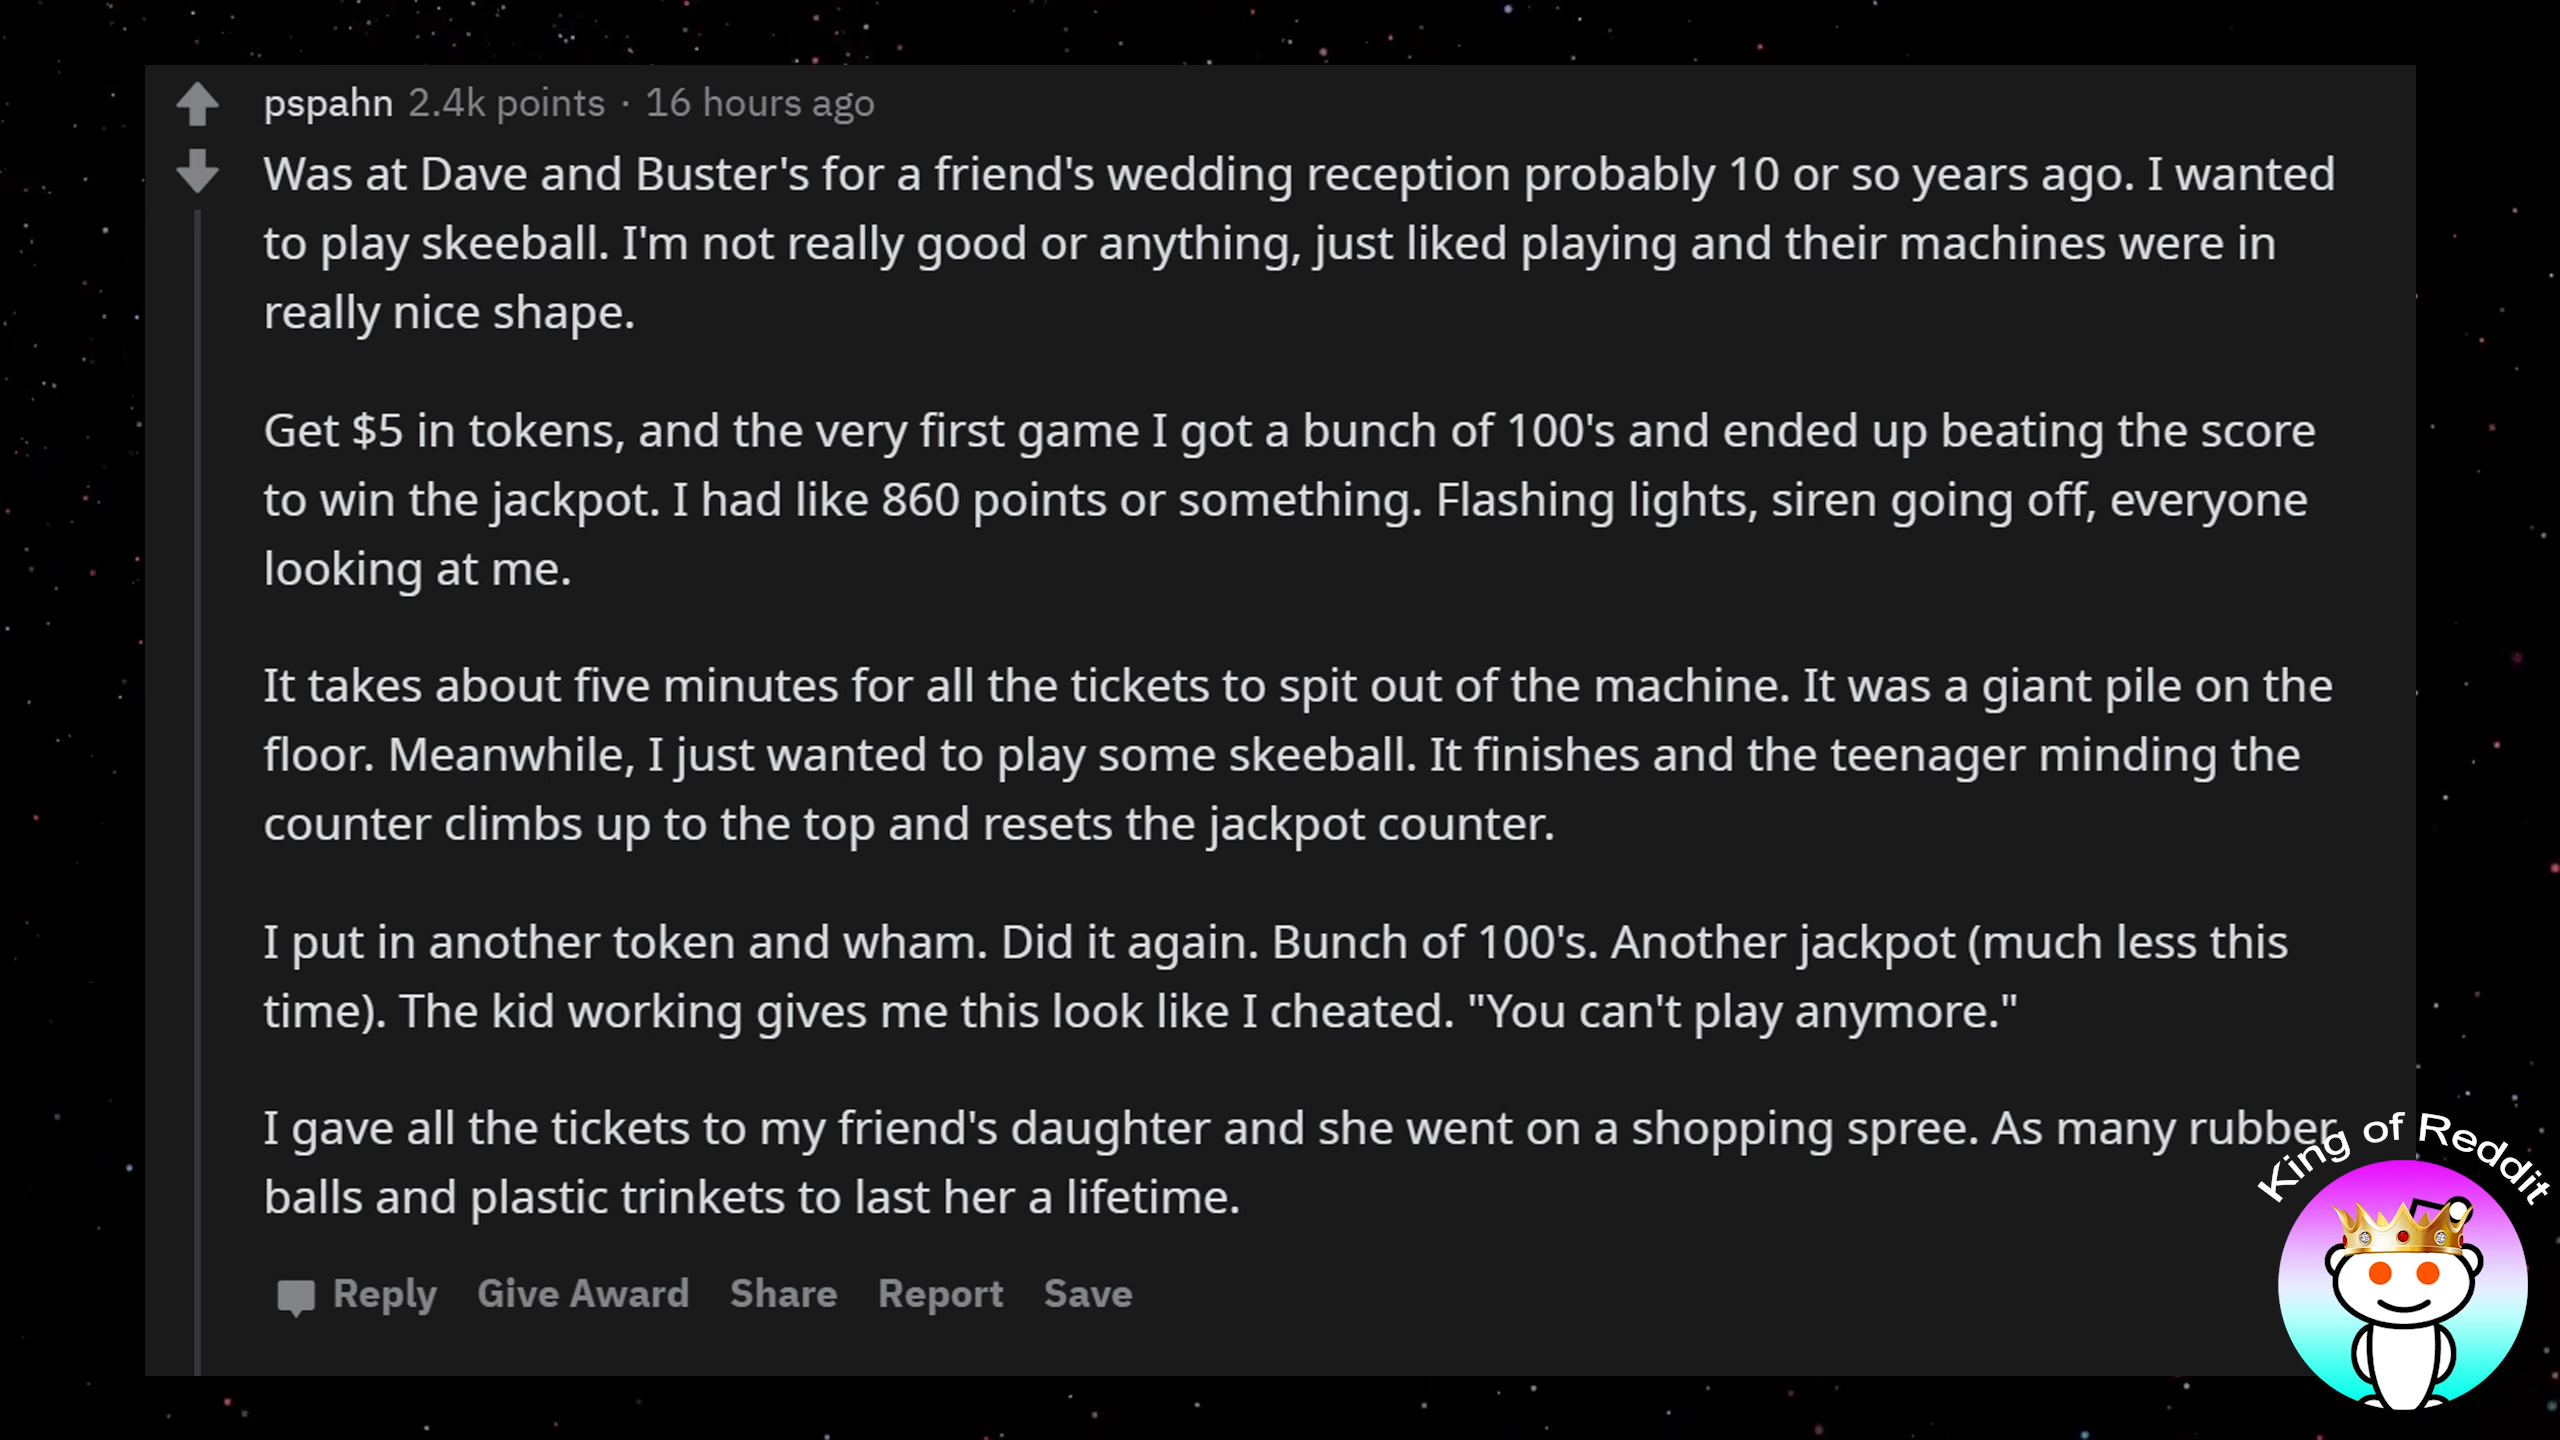 pspahn 2.4k points · 16 hours ago
Was at Dave and Buster's for a friend's wedding reception probably 10 or so years ago. I wanted
to play skeeball. I'm not really good or anything, just liked playing and their machines were in
really nice shape.
Get $5 in tokens, and the very first game I got a bunch of 100's and ended up beating the score
to win the jackpot. I had like 860 points or something. Flashing lights, siren going off, everyone
looking at me.
It takes about five minutes for all the tickets to spit out of the machine. It was a giant pile on the
floor. Meanwhile, I just wanted to play some skeeball. It finishes and the teenager minding the
counter climbs up to the top and resets the jackpot counter.
I put in another token and wham. Did it again. Bunch of 100's. Another jackpot (much less this
time). The kid working gives me this look like I cheated. "You can't play anymore."
I gave all the tickets to my friend's daughter and she went on a shopping spree. As many rubber
balls and plastic trinkets to last her a lifetime.
Reply Give Award Share Report Save
King of Reddit